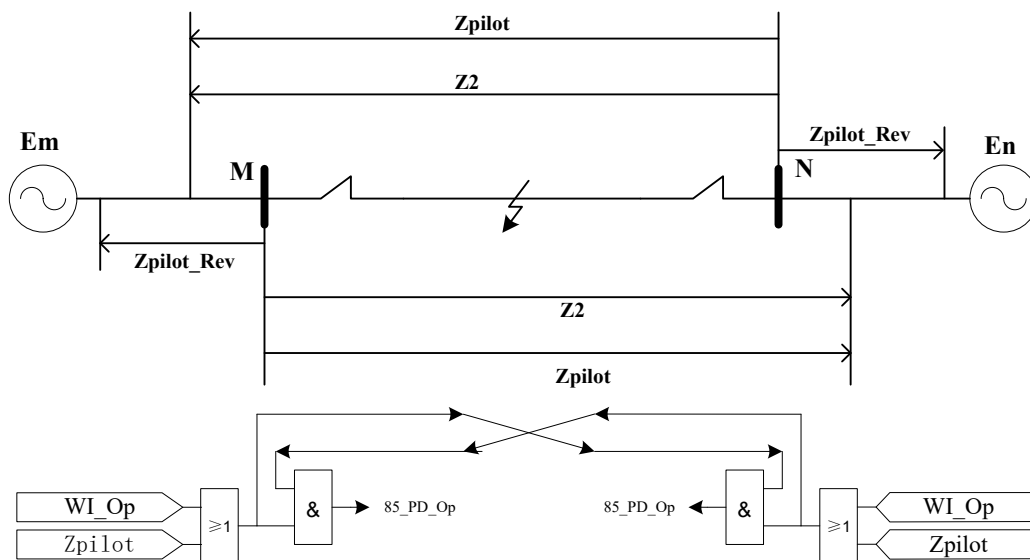 Zpilot
Z2
Em
Zpilot_Rev
En
M
N
Zpilot_Rev
Z2
Zpilot
WI_Op
≥1
&
85_PD_Op
85_PD_Op
&
≥1
WI_Op
Zpilot
Zpilot